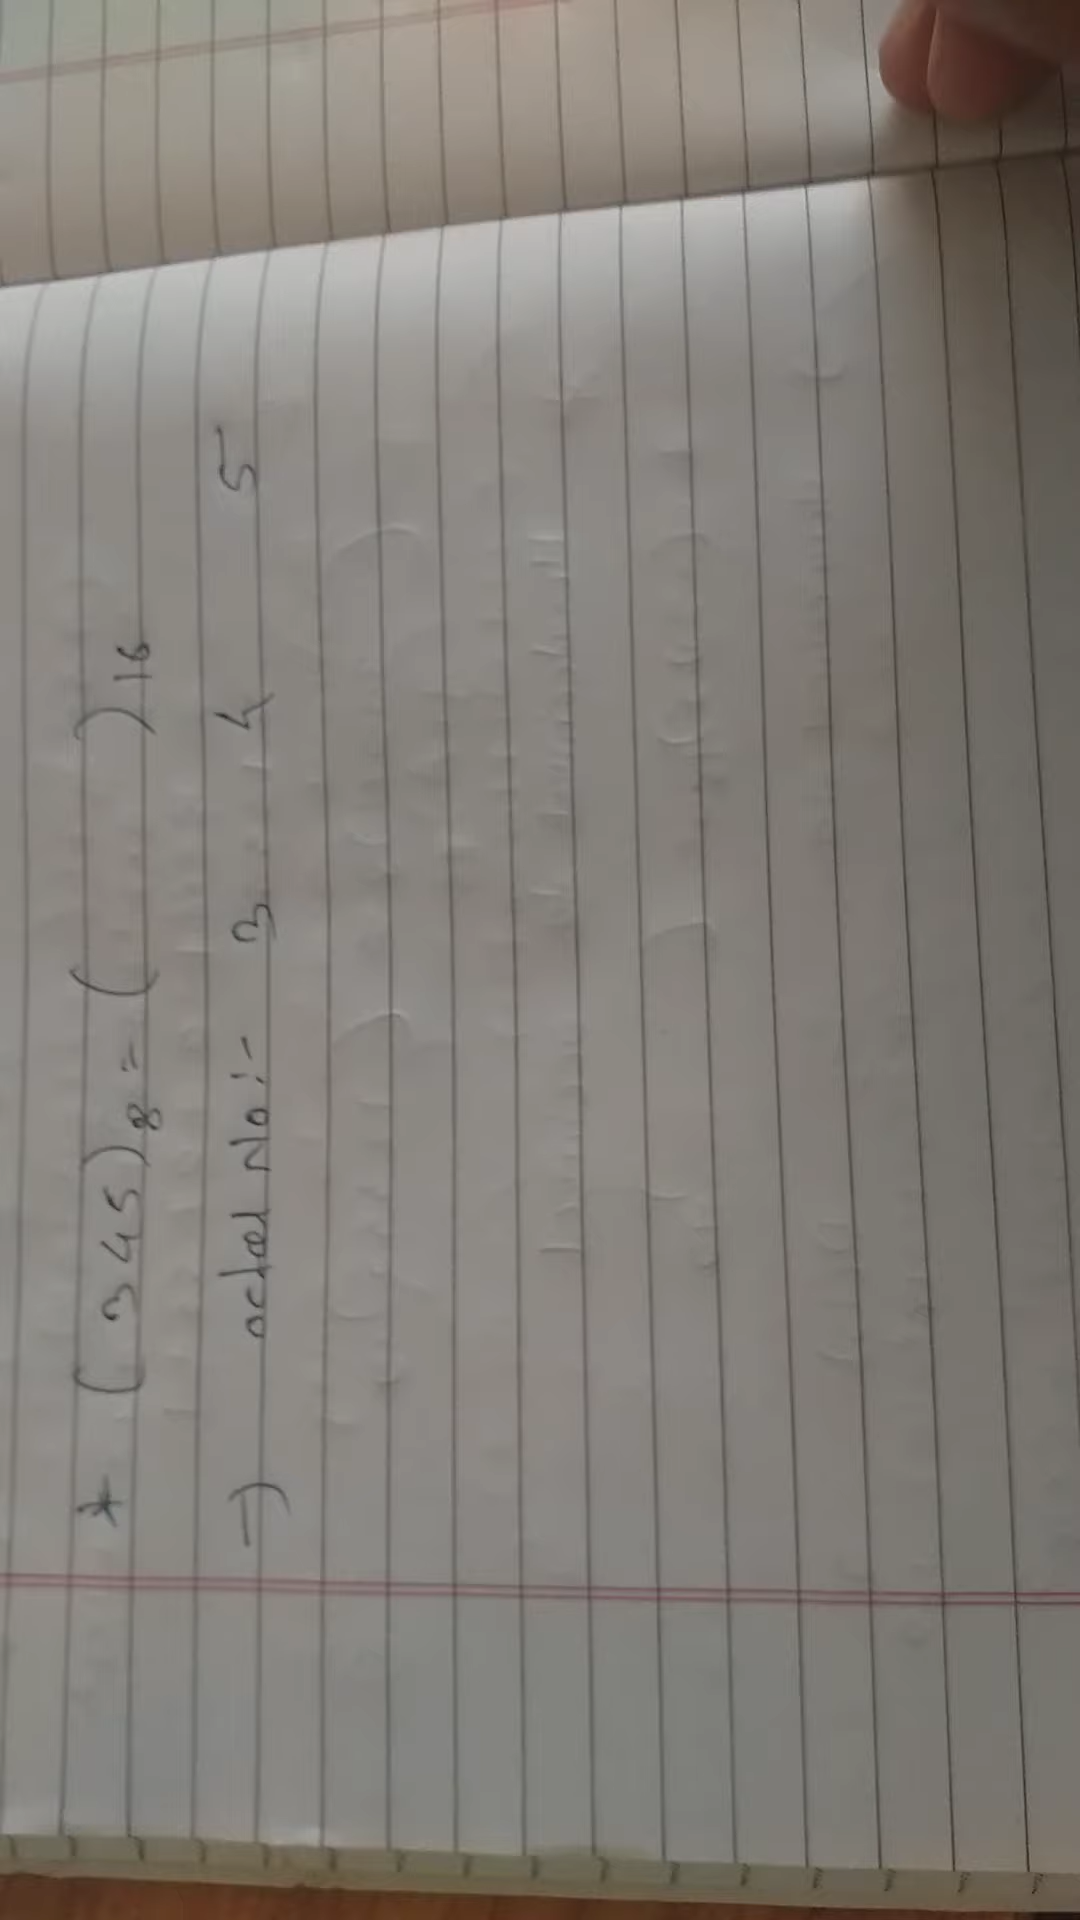 * (345)8 = (      )16
→ octal No:- 3 4 5